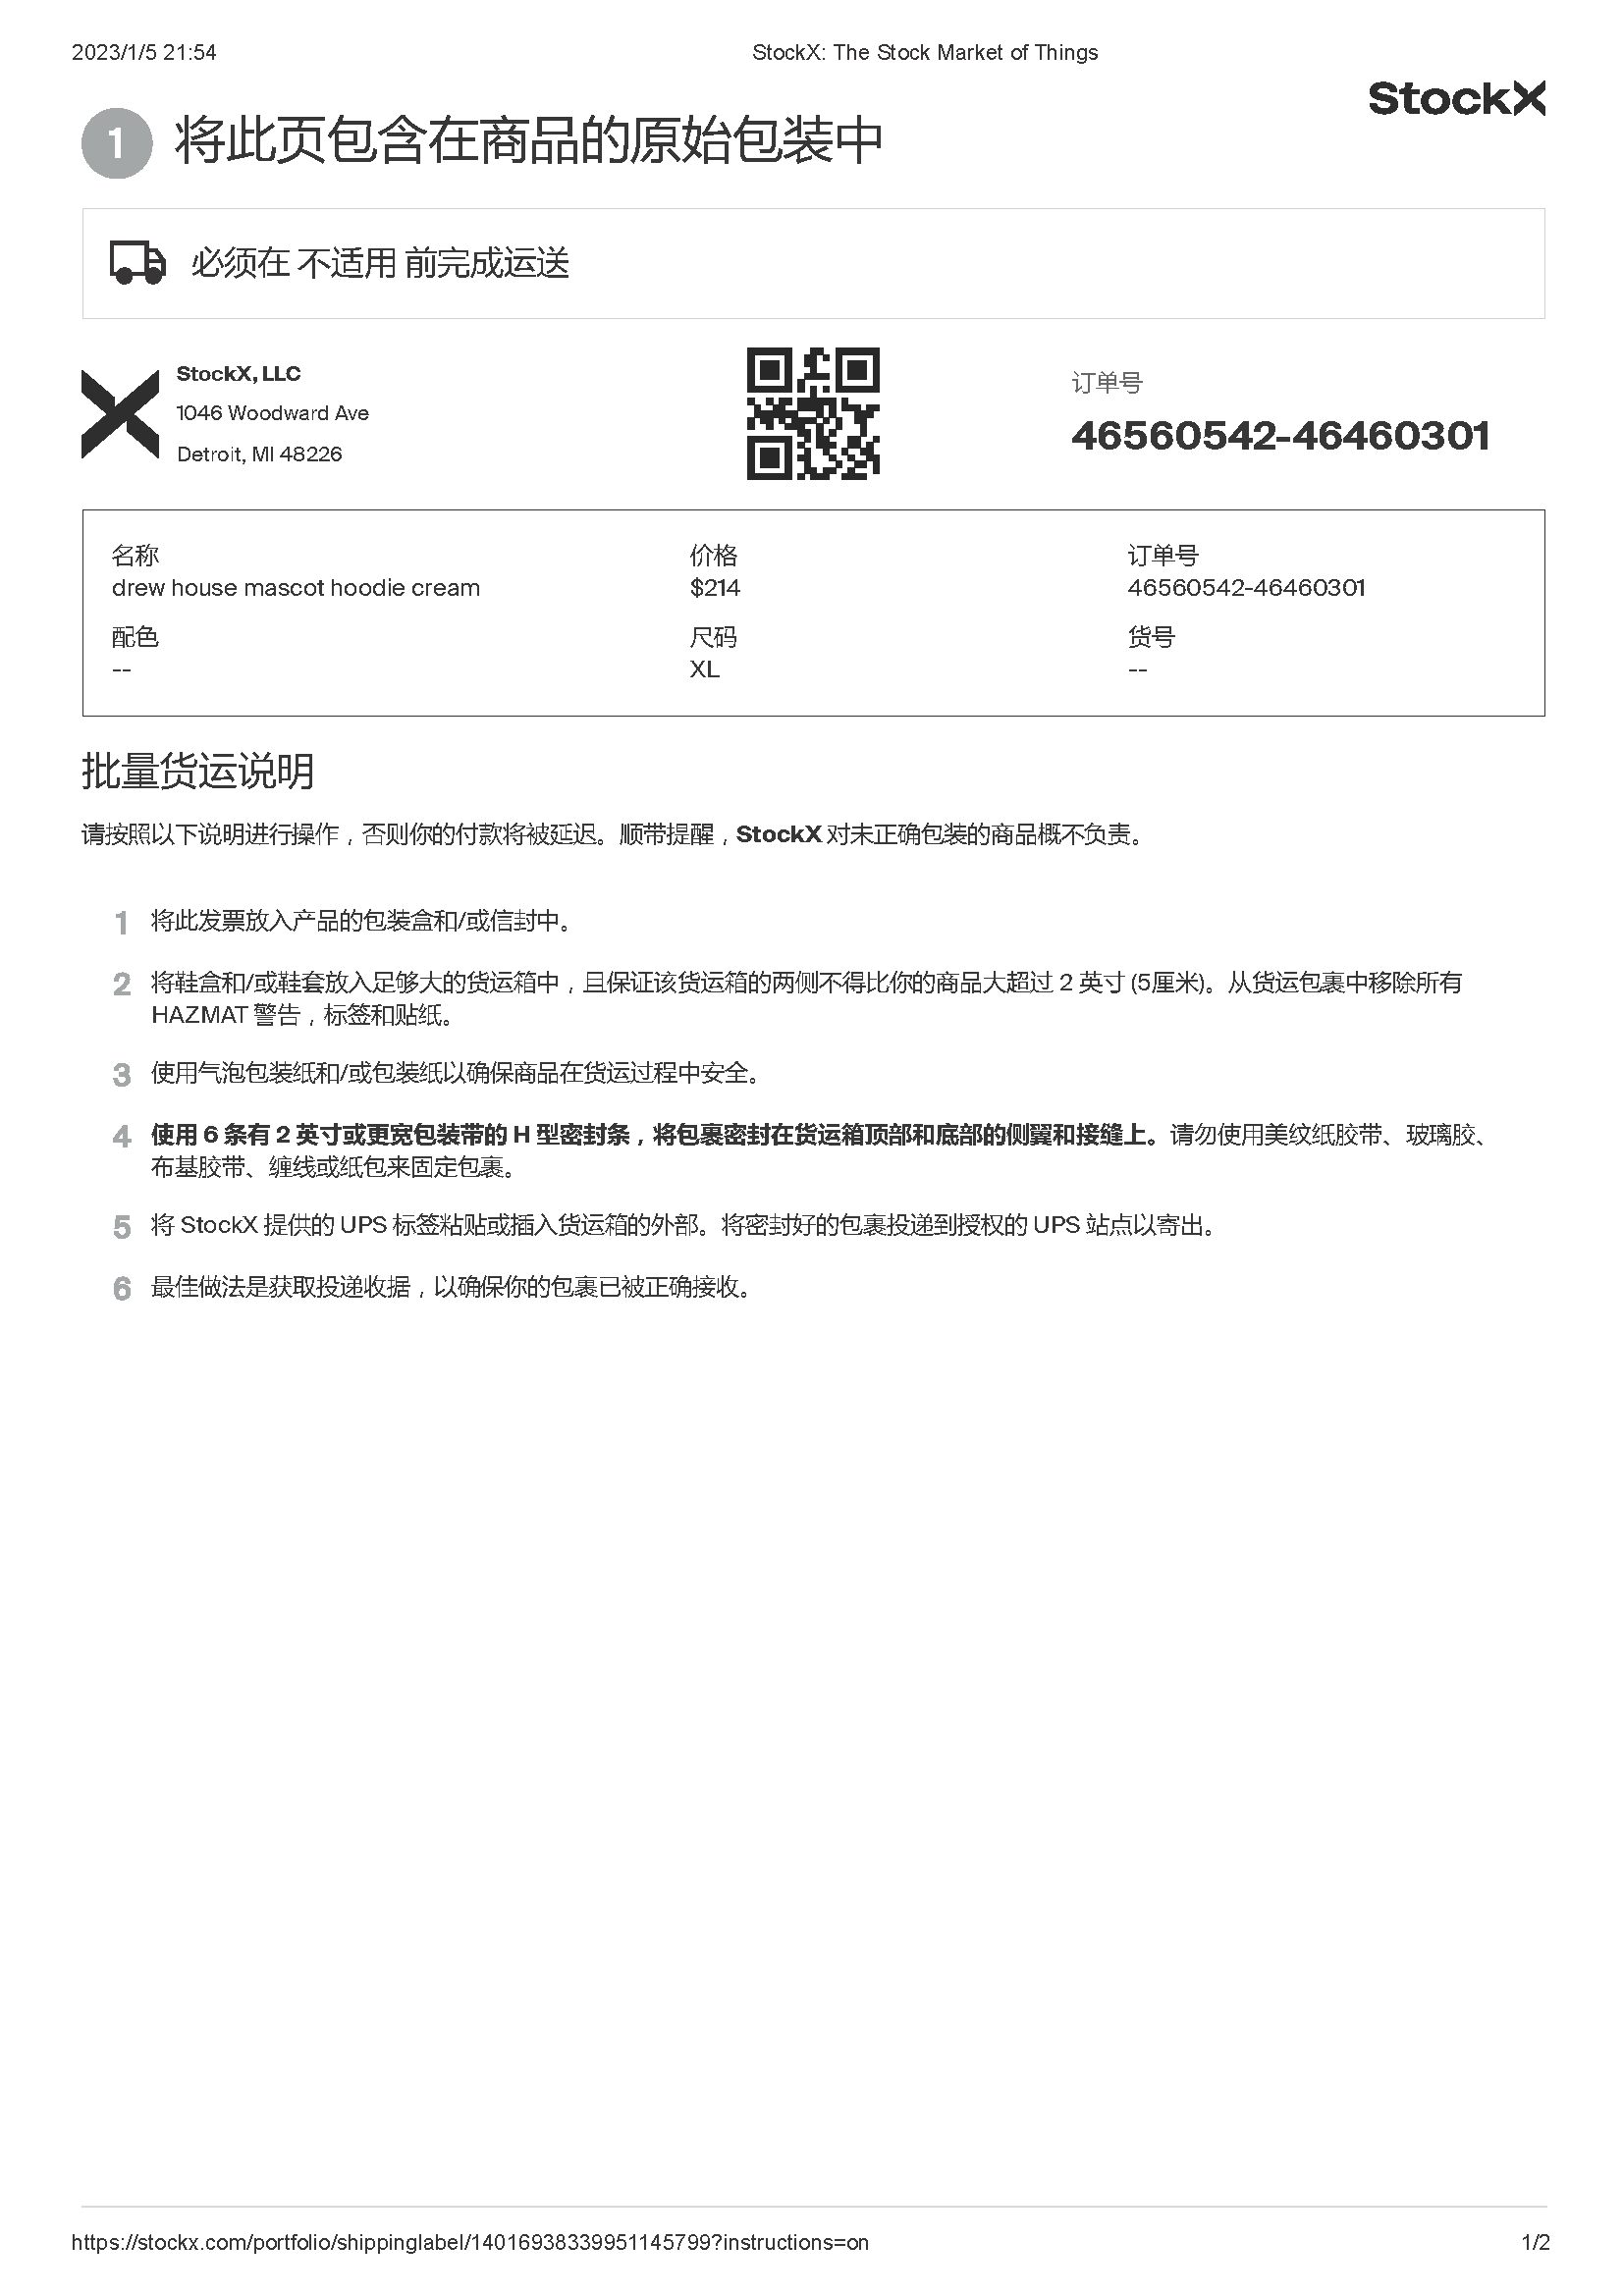 2023/1/5 21:54
StockX: The Stock Market of Things
StockX
1 将此页包含在商品的原始包装中
必须在 不适用 前完成运送
StockX, LLC
1046 Woodward Ave
Detroit, MI 48226
订单号
46560542-46460301
名称
drew house mascot hoodie cream
价格
$214
订单号
46560542-46460301
配色
--
尺码
XL
货号
--
批量货运说明
请按照以下说明进行操作，否则你的付款将被延迟。顺带提醒，StockX 对未正确包装的商品概不负责。
1 将此发票放入产品的包装盒和/或信封中。
2 将鞋盒和/或鞋套放入足够大的货运箱中，且保证该货运箱的两侧不得比你的商品大超过 2 英寸 (5厘米)。从货运包裹中移除所有
HAZMAT 警告，标签和贴纸。
3 使用气泡包装纸和/或包装纸以确保商品在货运过程中安全。
4 使用 6 条有 2 英寸或更宽包装带的 H 型密封条，将包裹密封在货运箱顶部和底部的侧翼和接缝上。请勿使用美纹纸胶带、玻璃胶、
布基胶带、缠线或纸包来固定包裹。
5 将 StockX 提供的 UPS 标签粘贴或插入货运箱的外部。将密封好的包裹投递到授权的 UPS 站点以寄出。
6 最佳做法是获取投递收据，以确保你的包裹已被正确接收。
https://stockx.com/portfolio/shippinglabel/14016938339951145799?instructions=on
1/2